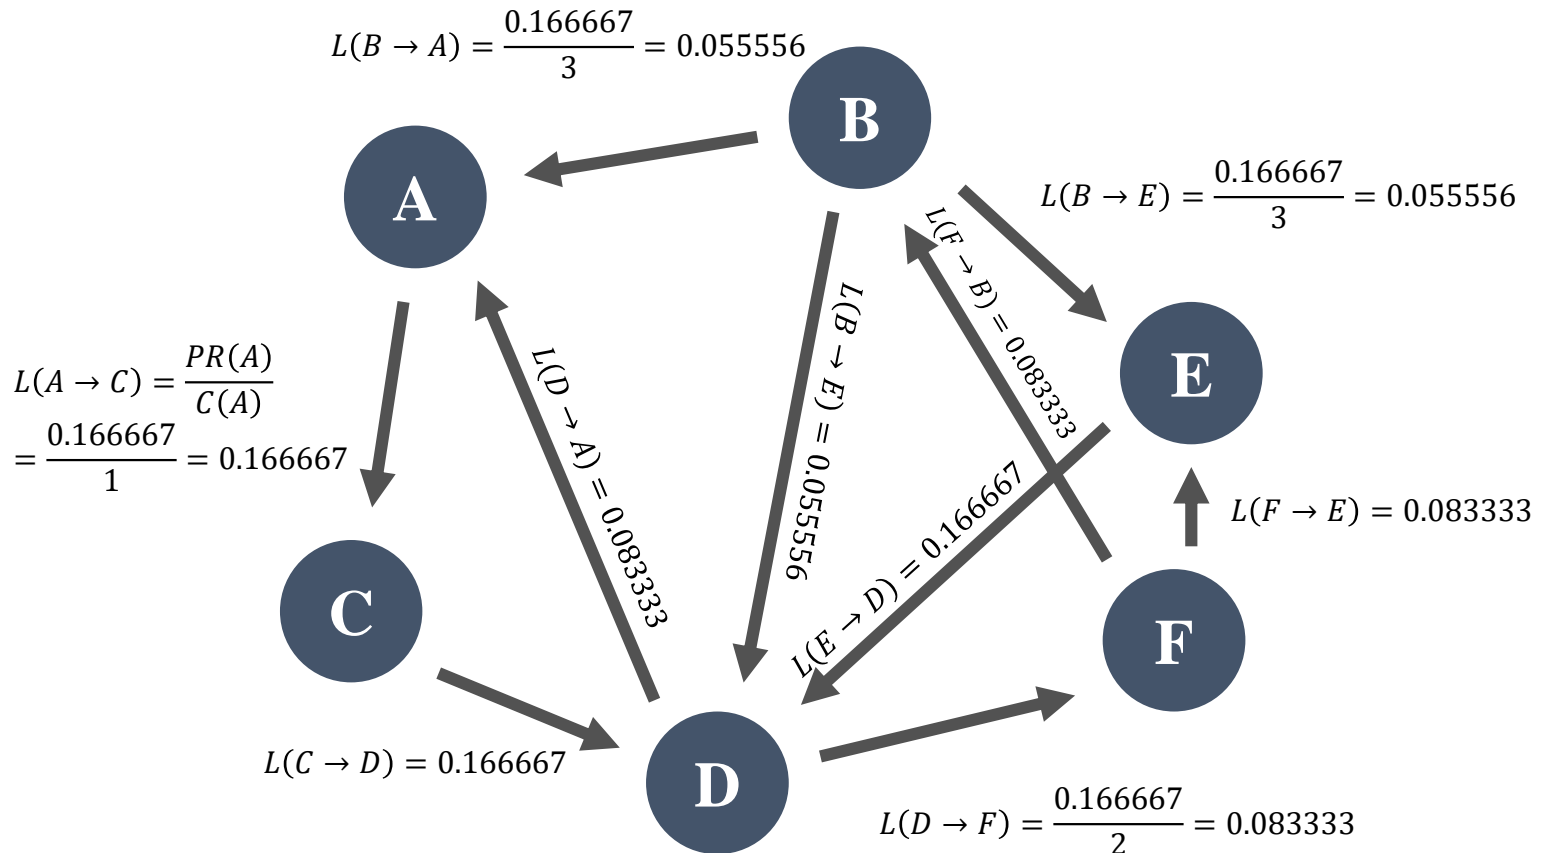 L(B → A) = 0.166667 / 3 = 0.055556
B
A
L(B → E) = 0.166667 / 3 = 0.055556
L(F → B) = 0.083333
L(B → E) = 0.055556
L(D → A) = 0.083333
E
L(A → C) = PR(A) / C(A)
= 0.166667 / 1 = 0.166667
L(E → D) = 0.166667
L(F → E) = 0.083333
C
F
L(C → D) = 0.166667
D
L(D → F) = 0.166667 / 2 = 0.083333